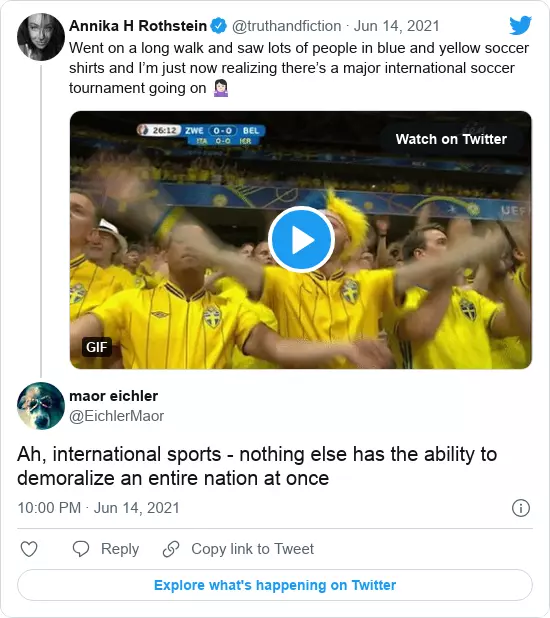 Annika H Rothstein @truthandfiction · Jun 14, 2021
Went on a long walk and saw lots of people in blue and yellow soccer
shirts and I’m just now realizing there’s a major international soccer
tournament going on 🤷🏻‍♀️
26:12 ZWE 0-0 BEL
ITA 0-0 IER
Watch on Twitter
UEF
GIF
maor eichler
@EichlerMaor
Ah, international sports - nothing else has the ability to
demoralize an entire nation at once
10:00 PM · Jun 14, 2021
Reply
Copy link to Tweet
Explore what's happening on Twitter